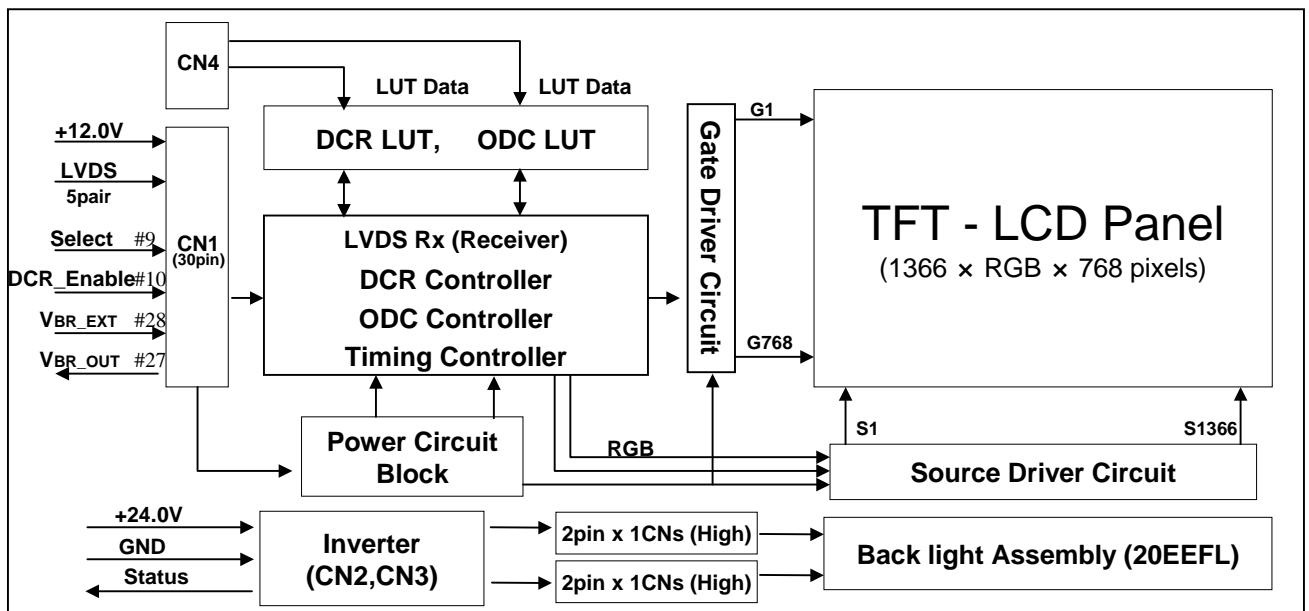 CN4
LUT Data
LUT Data
DCR LUT, ODC LUT
+12.0V
LVDS
5pair
Select #9
DCR_Enable #10
VBR_EXT #28
VBR_OUT #27
CN1
(30pin)
LVDS Rx (Receiver)
DCR Controller
ODC Controller
Timing Controller
Gate Driver Circuit
G1
G768
TFT - LCD Panel
(1366 × RGB × 768 pixels)
S1
S1366
Power Circuit
Block
RGB
Source Driver Circuit
+24.0V
GND
Status
Inverter
(CN2,CN3)
2pin x 1CNs (High)
2pin x 1CNs (High)
Back light Assembly (20EEFL)